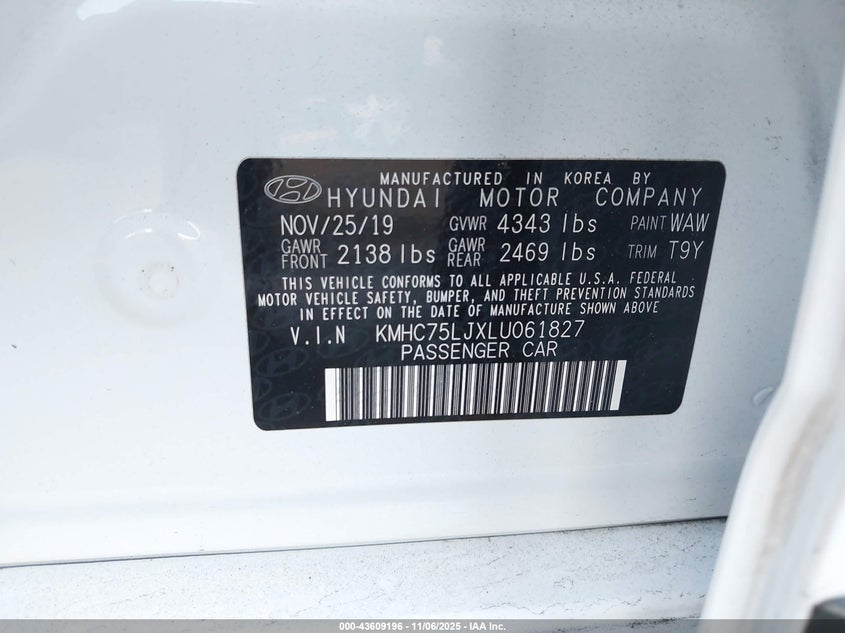 MANUFACTURED IN KOREA BY
HYUNDAI MOTOR COMPANY
NOV/25/19 GVWR 4343 lbs PAINT WAW
GAWR FRONT 2138 lbs GAWR REAR 2469 lbs TRIM T9Y
THIS VEHICLE CONFORMS TO ALL APPLICABLE U.S.A. FEDERAL
MOTOR VEHICLE SAFETY, BUMPER, AND THEFT PREVENTION STANDARDS
IN EFFECT ON THE DATE OF MANUFACTURE SHOWN ABOVE
V.I.N KMHC75LJXLU061827
PASSENGER CAR
000-43609196 - 11/06/2025 - IAA Inc.